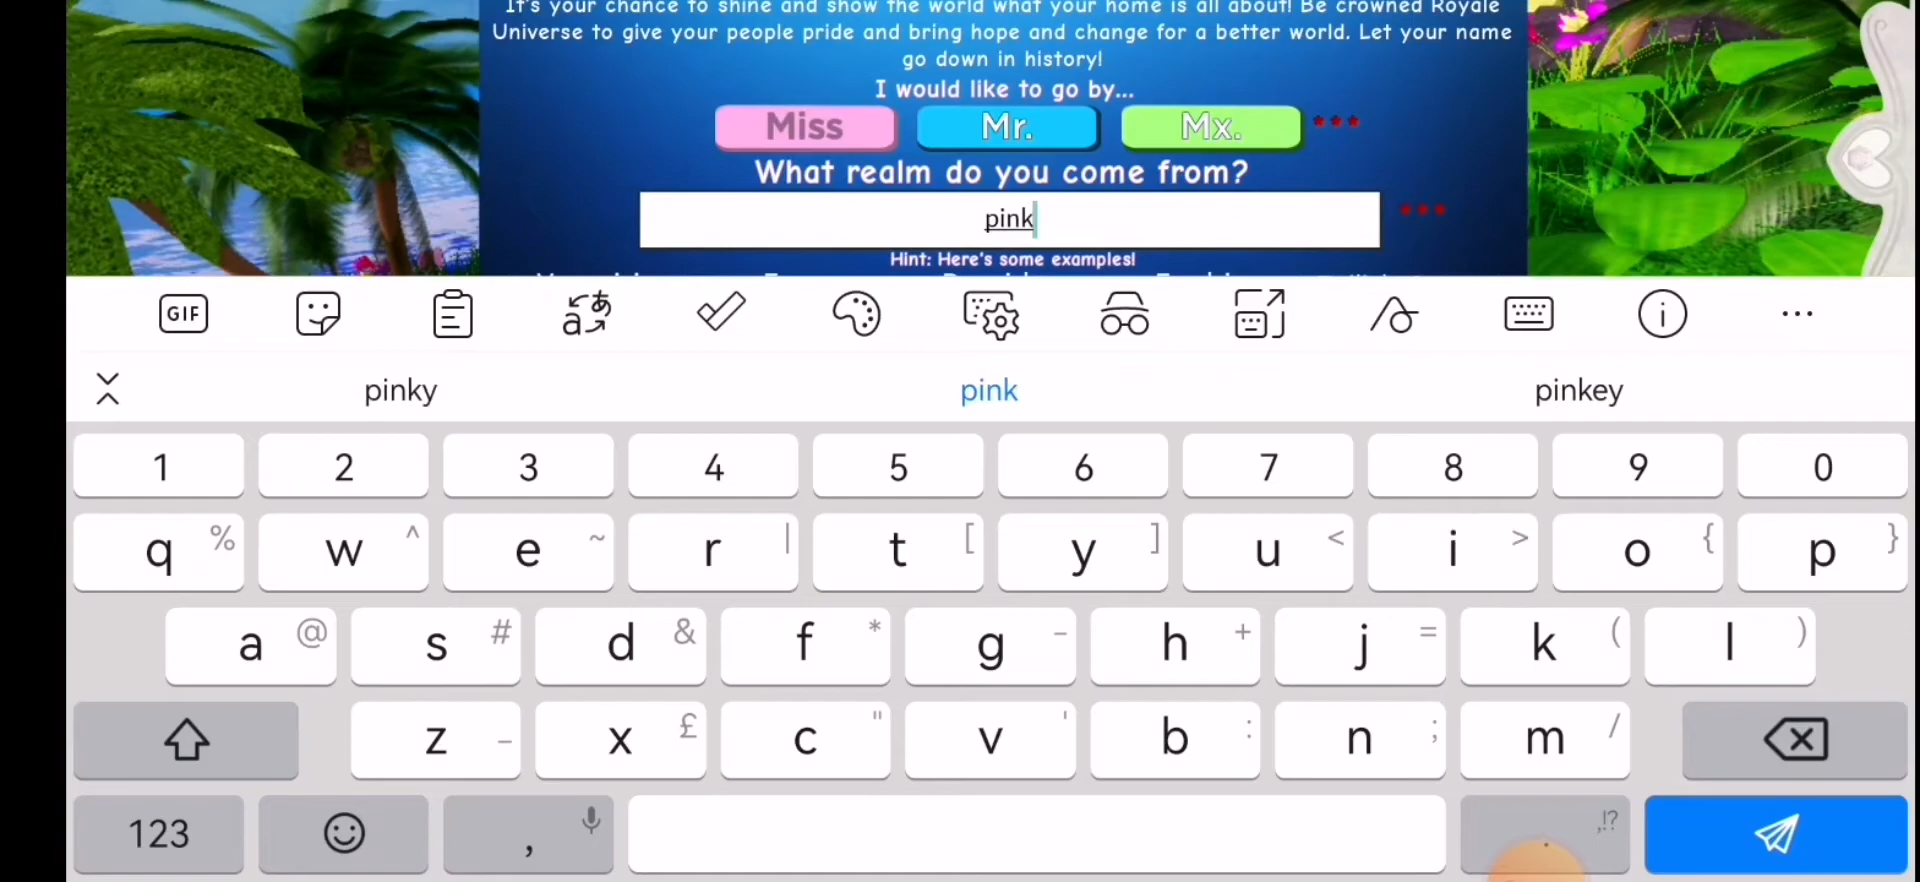 It's your chance to shine and show the world what your home is all about! Be crowned Royale
Universe to give your people pride and bring hope and change for a better world. Let your name
go down in history!
I would like to go by...
Miss Mr. Mx. ***
What realm do you come from?
pink ***
Hint: Here's some examples!
GIF
pinky pink pinkey
1 2 3 4 5 6 7 8 9 0
q % w ^ e ~ r | t [ y ] u < i > o { p }
a @ s # d & f * g - h + j = k ( l )
z _ x £ c " v ' b : n ; m /
123 , ,!?